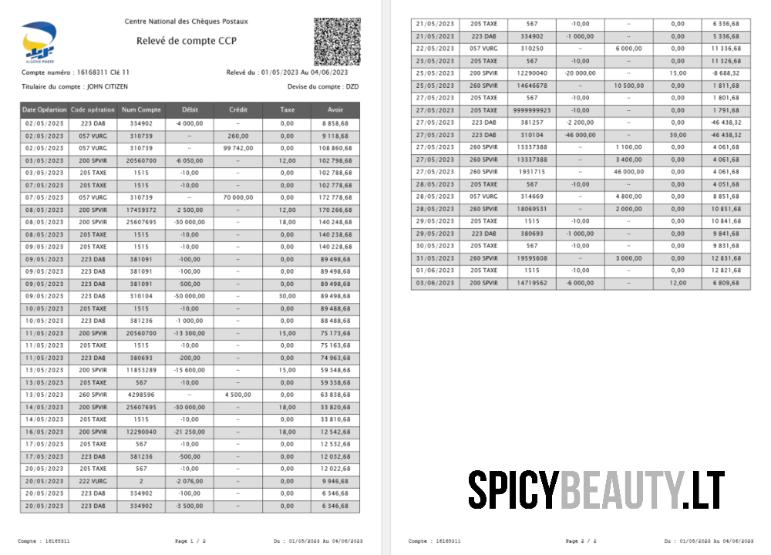 Centre National des Chèques Postaux
Relevé de compte CCP
ALGÉRIE POSTE
Compte numéro : 16168311 Clé 11
Relevé du : 01/05/2023 Au 04/06/2023
Titulaire du compte : JOHN CITIZEN
Devise du compte : DZD
Date Opéartion Code opération Num Compte Débit Crédit Taxe Avoir
02/05/2023 223 DAB 334902 -4 000,00 -- 0,00 8 858,68
02/05/2023 057 VURG 310739 -- 260,00 0,00 9 118,68
02/05/2023 057 VURG 310739 -- 99 742,00 0,00 108 860,68
03/05/2023 200 SPVIR 20560700 -6 050,00 -- 12,00 102 798,68
03/05/2023 205 TAXE 1515 -10,00 -- 0,00 102 788,68
07/05/2023 205 TAXE 1515 -10,00 -- 0,00 102 778,68
07/05/2023 057 VURG 310739 -- 70 000,00 0,00 172 778,68
08/05/2023 200 SPVIR 17459372 -2 500,00 -- 12,00 170 266,68
08/05/2023 200 SPVIR 25607695 -30 000,00 -- 18,00 140 248,68
08/05/2023 205 TAXE 1515 -10,00 -- 0,00 140 238,68
09/05/2023 205 TAXE 1515 -10,00 -- 0,00 140 228,68
09/05/2023 223 DAB 381091 -100,00 -- 0,00 89 498,68
09/05/2023 223 DAB 381091 -100,00 -- 0,00 89 498,68
09/05/2023 223 DAB 381091 -500,00 -- 0,00 89 498,68
09/05/2023 223 DAB 310104 -50 000,00 -- 30,00 89 498,68
10/05/2023 205 TAXE 1515 -10,00 -- 0,00 89 488,68
10/05/2023 223 DAB 381236 -1 000,00 -- 0,00 88 488,68
11/05/2023 200 SPVIR 20560700 -13 300,00 -- 15,00 75 173,68
11/05/2023 205 TAXE 1515 -10,00 -- 0,00 75 163,68
11/05/2023 223 DAB 380693 -200,00 -- 0,00 74 963,68
13/05/2023 200 SPVIR 11853289 -15 600,00 -- 15,00 59 348,68
13/05/2023 205 TAXE 567 -10,00 -- 0,00 59 338,68
13/05/2023 260 SPVIR 4298596 -- 4 500,00 0,00 63 838,68
14/05/2023 200 SPVIR 25607695 -30 000,00 -- 18,00 33 820,68
14/05/2023 205 TAXE 1515 -10,00 -- 0,00 33 810,68
16/05/2023 200 SPVIR 12290040 -21 250,00 -- 18,00 12 542,68
17/05/2023 205 TAXE 567 -10,00 -- 0,00 12 532,68
17/05/2023 223 DAB 381236 -500,00 -- 0,00 12 032,68
20/05/2023 205 TAXE 567 -10,00 -- 0,00 12 022,68
20/05/2023 222 VURG 2 -2 076,00 -- 0,00 9 946,68
20/05/2023 223 DAB 334902 -100,00 -- 0,00 6 346,68
20/05/2023 223 DAB 334902 -3 500,00 -- 0,00 6 346,68
Compte : 16168311 Page 1 / 2 Du : 01/05/2023 Au 04/06/2023
21/05/2023 205 TAXE 567 -10,00 -- 0,00 6 336,68
21/05/2023 223 DAB 334902 -1 000,00 -- 0,00 5 336,68
22/05/2023 057 VURG 310250 -- 6 000,00 0,00 11 336,68
25/05/2023 205 TAXE 567 -10,00 -- 0,00 11 326,68
25/05/2023 200 SPVIR 12290040 -20 000,00 -- 15,00 -8 688,32
25/05/2023 260 SPVIR 14646678 -- 10 500,00 0,00 1 811,68
27/05/2023 205 TAXE 1515 -10,00 -- 0,00 1 801,68
27/05/2023 205 TAXE 9999999923 -10,00 -- 0,00 1 791,68
27/05/2023 223 DAB 381257 -2 200,00 -- 0,00 -46 438,32
27/05/2023 223 DAB 310104 -46 000,00 -- 30,00 -46 438,32
27/05/2023 260 SPVIR 13337388 -- 1 100,00 0,00 4 061,68
27/05/2023 260 SPVIR 13337388 -- 3 400,00 0,00 4 061,68
27/05/2023 260 SPVIR 1931715 -- 46 000,00 0,00 4 061,68
28/05/2023 205 TAXE 567 -10,00 -- 0,00 4 051,68
28/05/2023 057 VURG 314669 -- 4 800,00 0,00 8 851,68
28/05/2023 260 SPVIR 18069531 -- 2 000,00 0,00 10 851,68
29/05/2023 205 TAXE 1515 -10,00 -- 0,00 10 841,68
29/05/2023 223 DAB 380693 -1 000,00 -- 0,00 9 841,68
30/05/2023 205 TAXE 567 -10,00 -- 0,00 9 831,68
31/05/2023 260 SPVIR 19595808 -- 3 000,00 0,00 12 831,68
01/06/2023 205 TAXE 1515 -10,00 -- 0,00 12 821,68
03/06/2023 200 SPVIR 14719562 -6 000,00 -- 12,00 6 809,68
SPICYBEAUTY.LT
Compte : 16168311 Page 2 / 2 Du : 01/05/2023 Au 04/06/2023